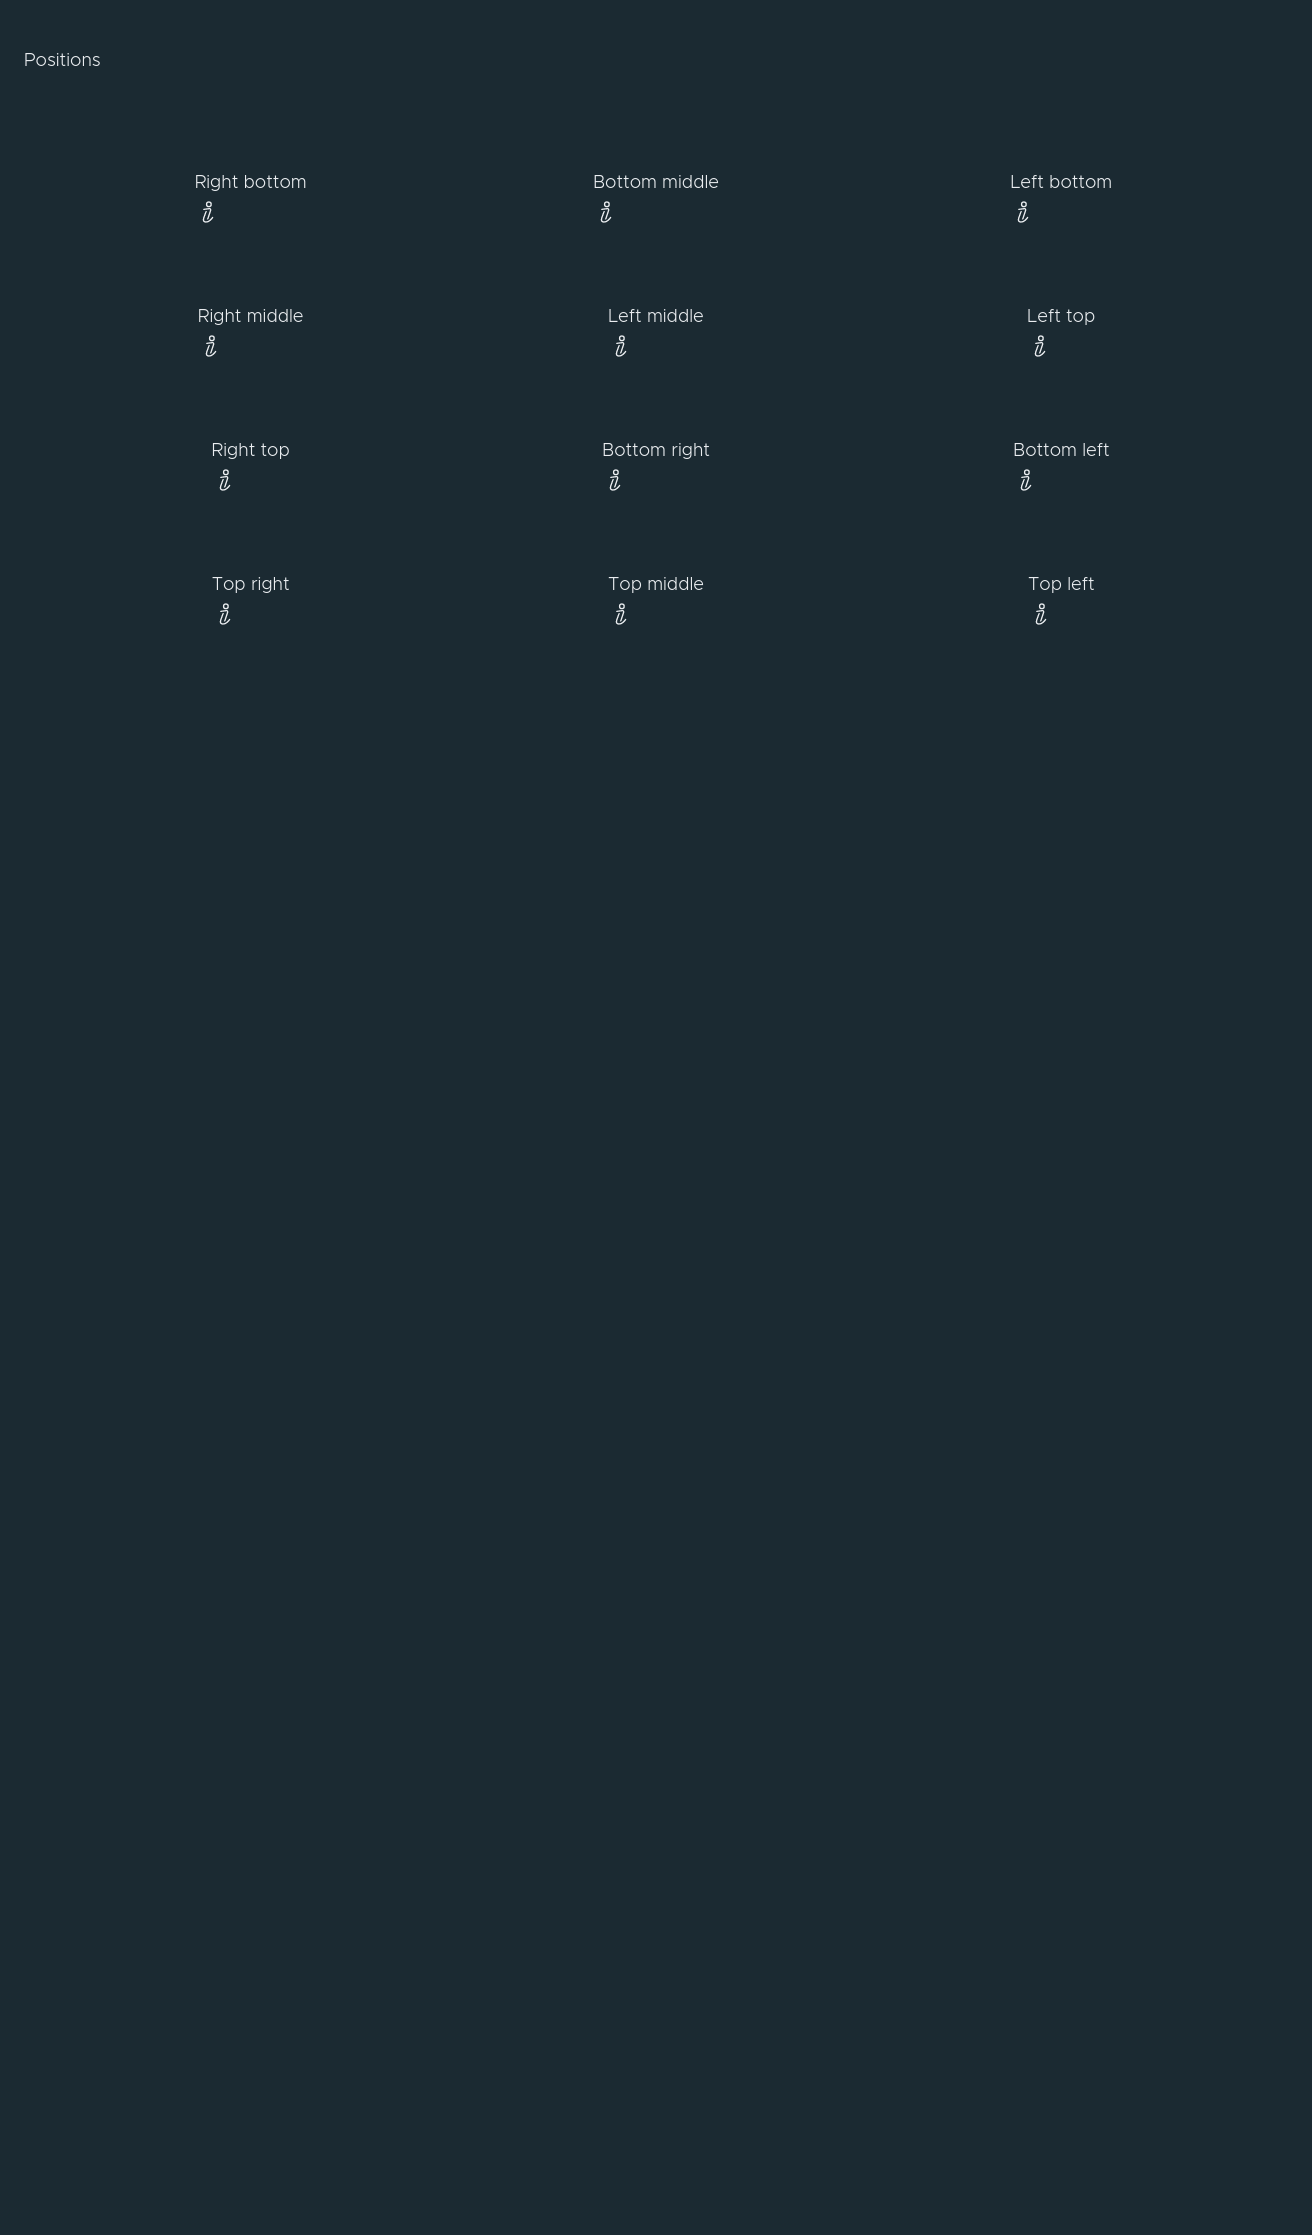 Positions
Right bottom
Bottom middle
Left bottom
Right middle
Left middle
Left top
Right top
Bottom right
Bottom left
Top right
Top middle
Top left